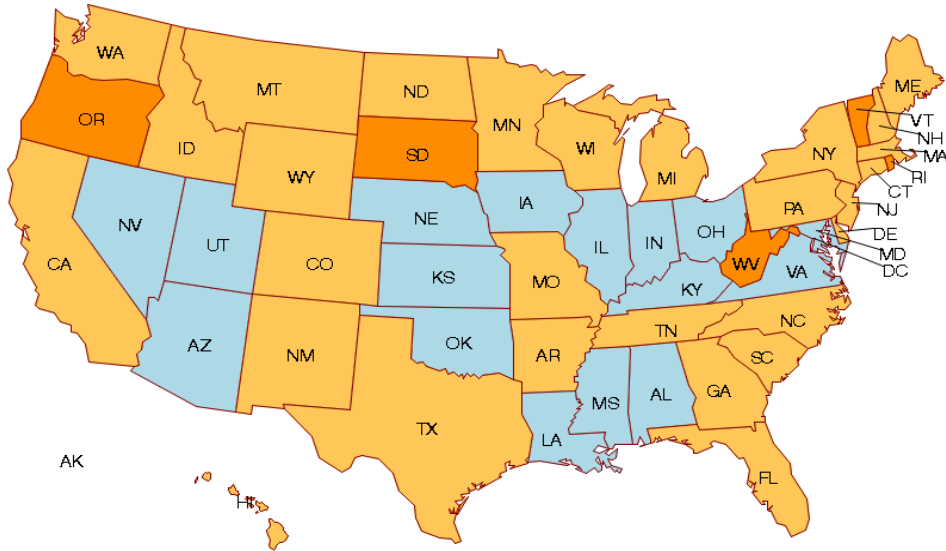 WA
ME
MT
ND
VT
OR
MN
NH
ID
SD
WI
NY
MA
WY
MI
RI
CT
IA
PA
NJ
NE
NV
OH
DE
UT
IL
IN
MD
CA
CO
WV
VA
DC
KS
MO
KY
NC
TN
AZ
OK
NM
AR
SC
GA
MS
AL
TX
LA
AK
FL
HI